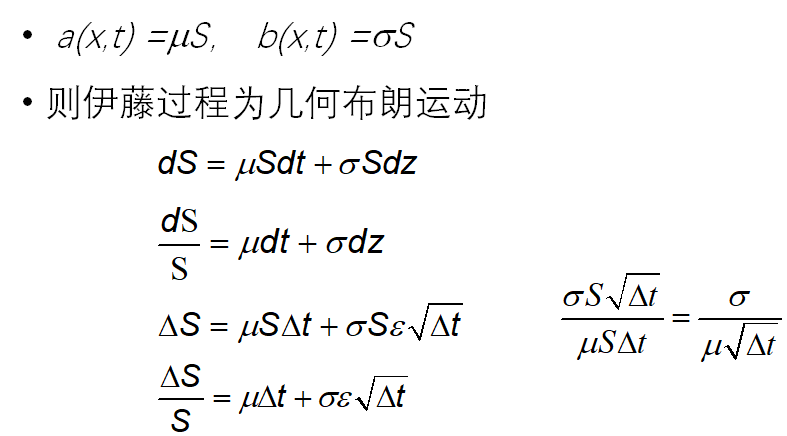 • a(x,t) =μS, b(x,t) =σS
• 则伊藤过程为几何布朗运动
dS = μSdt + σSdz
dS/S = μdt + σdz
ΔS = μSΔt + σSε√Δt
σS√Δt/μSΔt = σ/μ√Δt
ΔS/S = μΔt + σε√Δt